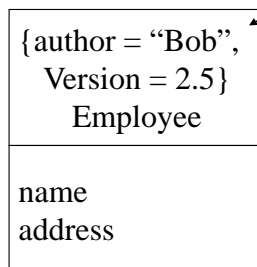 {author = “Bob”,
Version = 2.5}
Employee
name
address